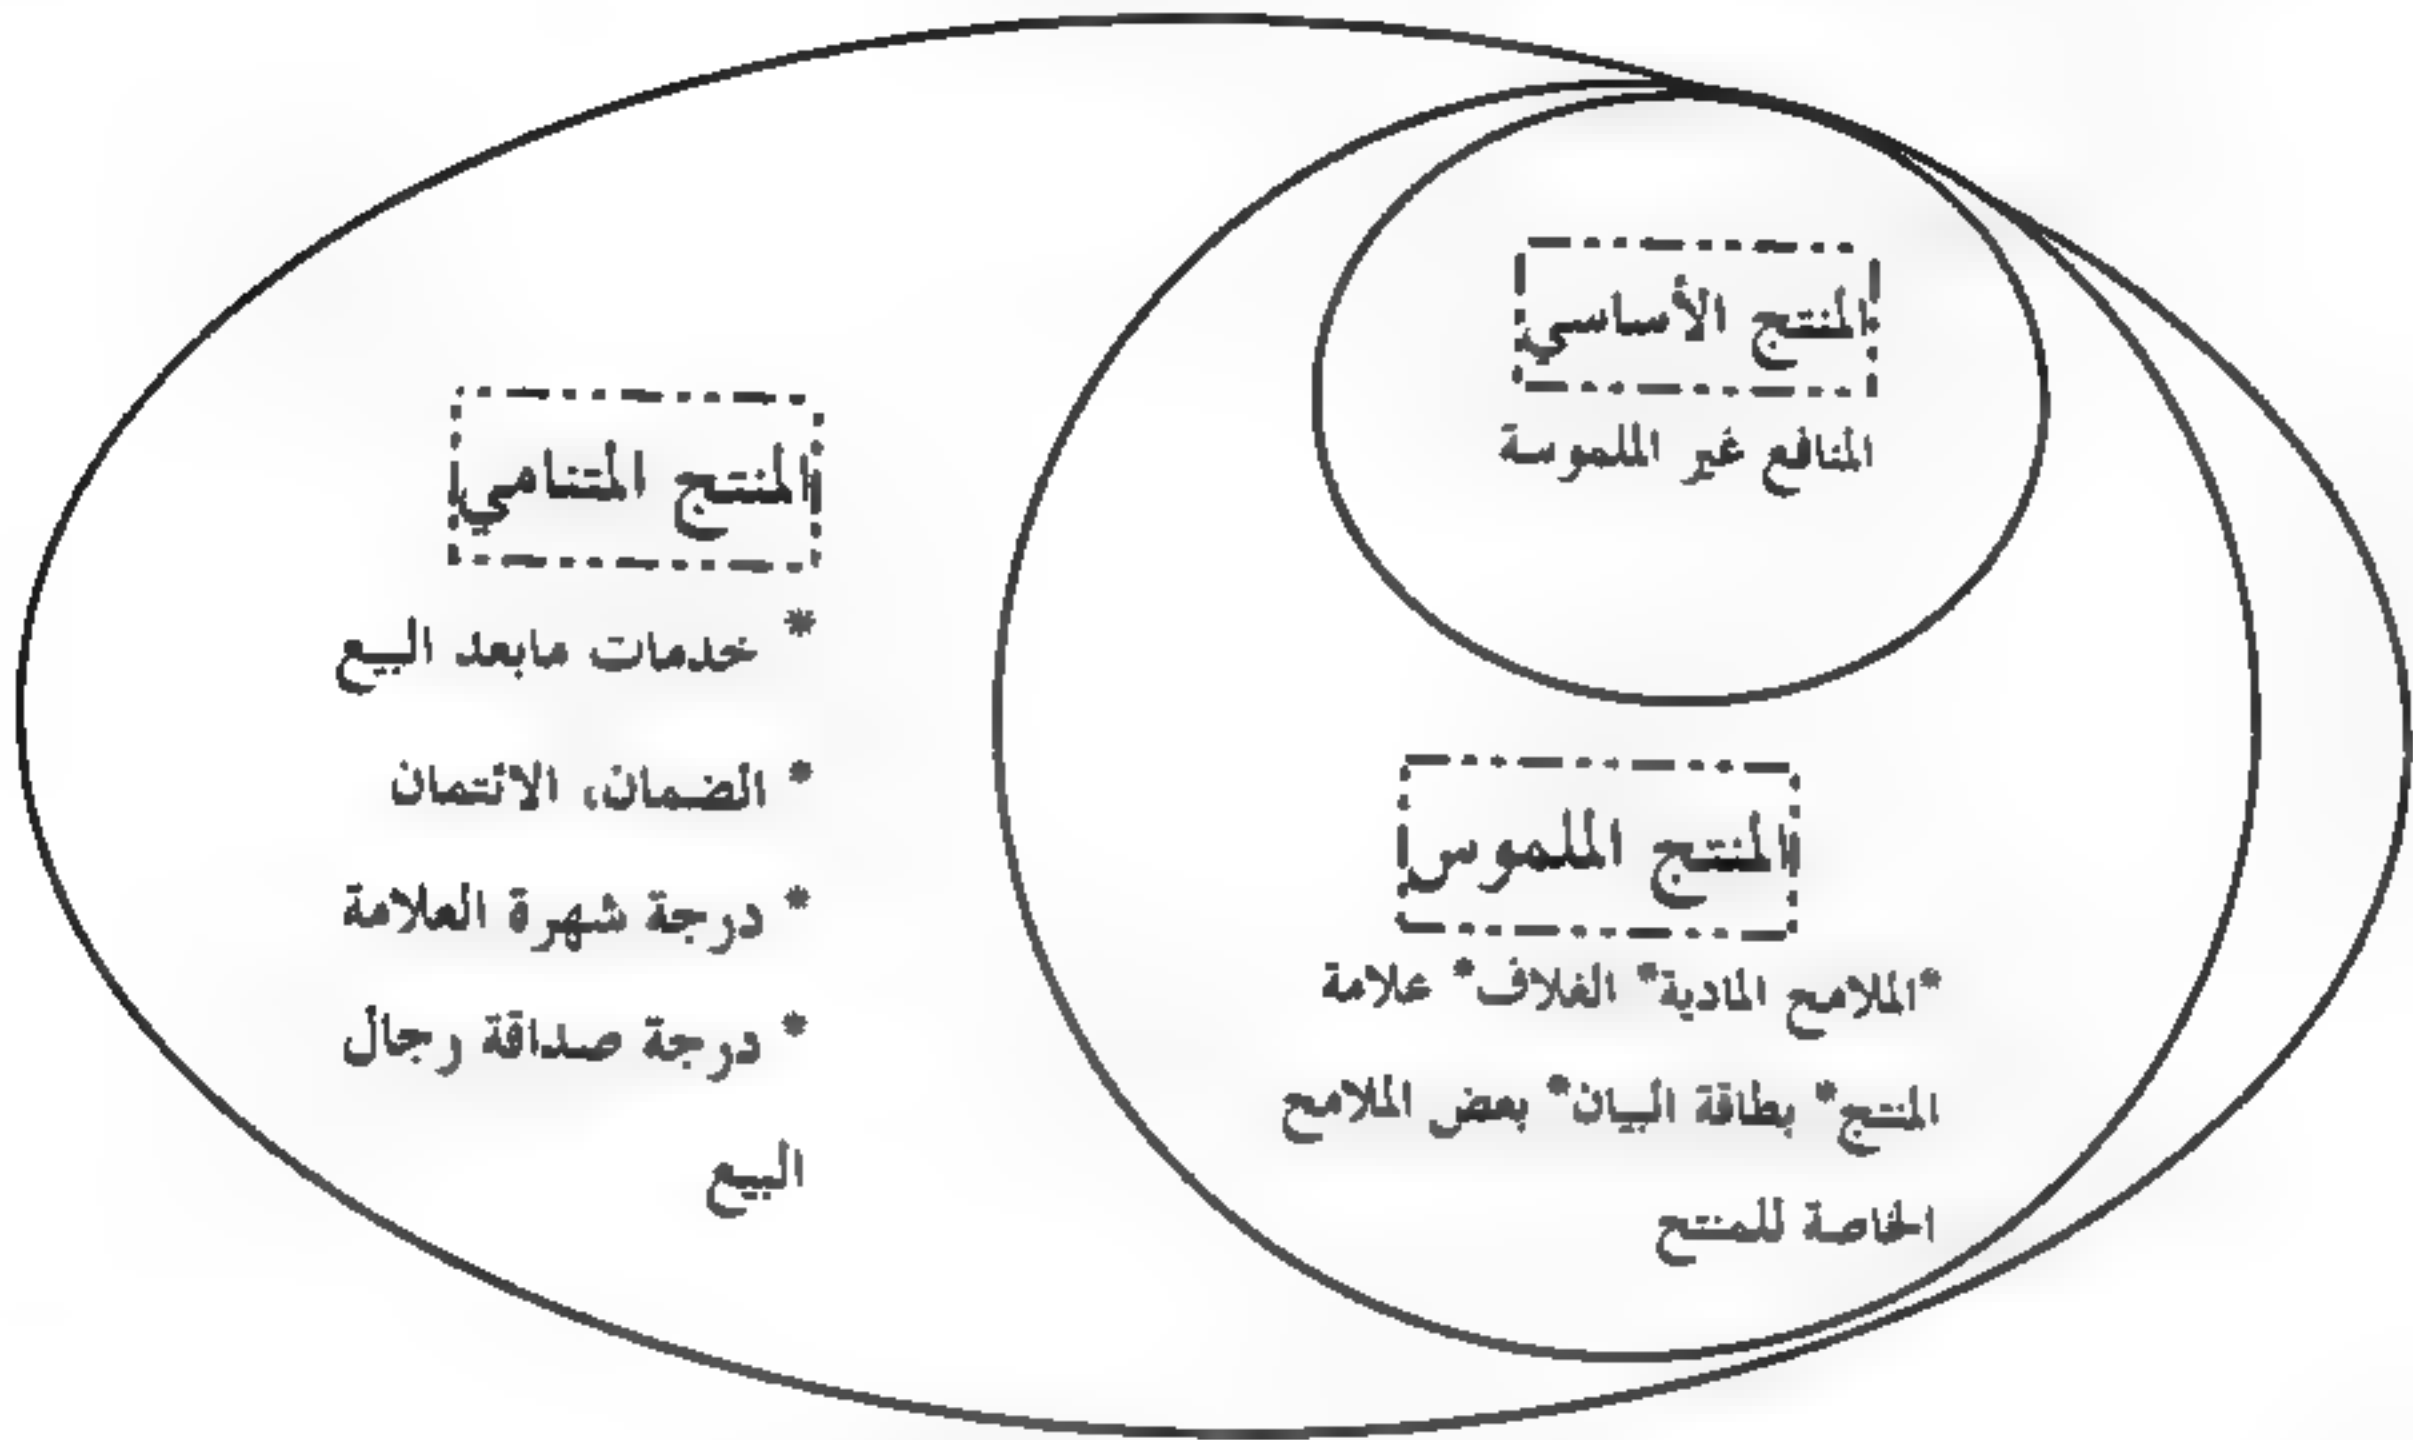 المنتج الأساسي
المنافع غير الملموسة
المنتج الملموس
*الملامح المادية* الغلاف* علامة
المنتج* بطاقة البيان* بعض الملامح
الخاصة للمنتج
المنتج المتنامي
* خدمات مابعد البيع
* الضمان، الائتمان
* درجة شهرة العلامة
* درجة صداقة رجال
البيع